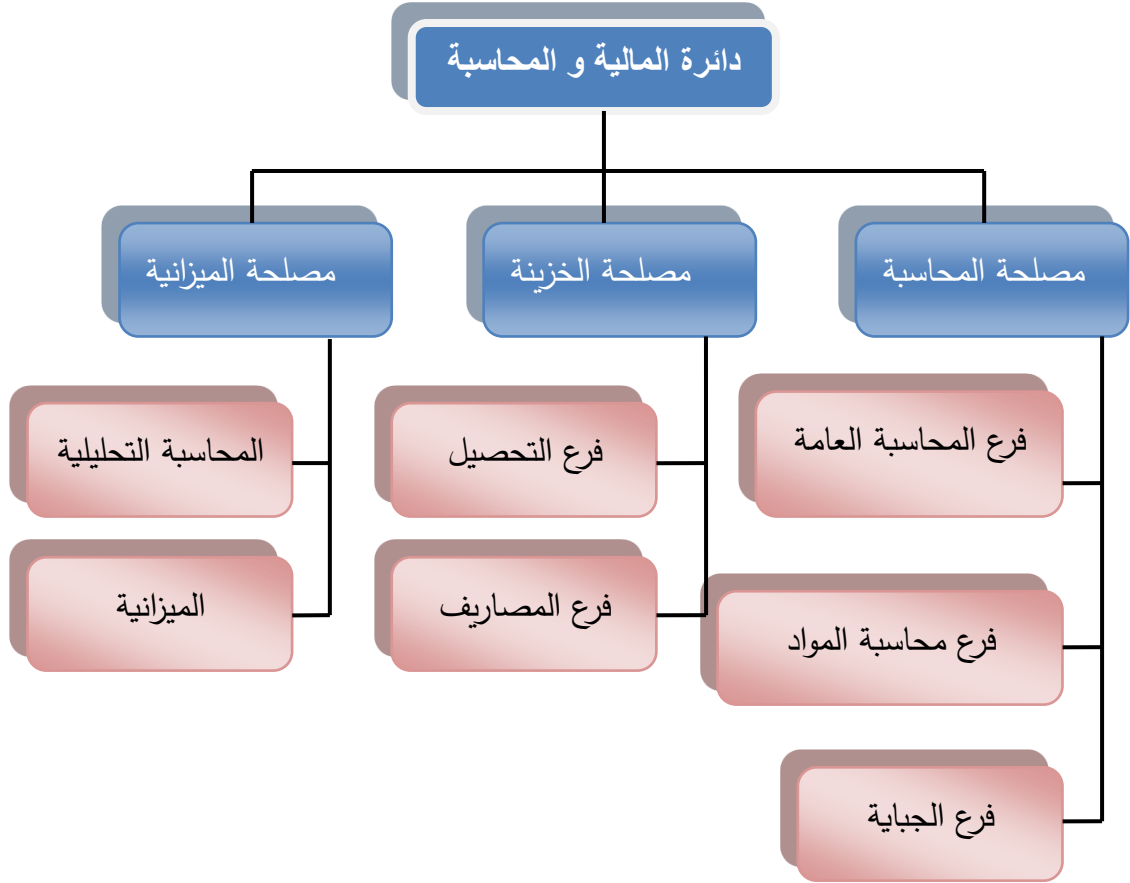 دائرة المالية و المحاسبة
مصلحة المحاسبة
مصلحة الخزينة
مصلحة الميزانية
فرع المحاسبة العامة
فرع التحصيل
المحاسبة التحليلية
فرع محاسبة المواد
فرع المصاريف
الميزانية
فرع الجباية